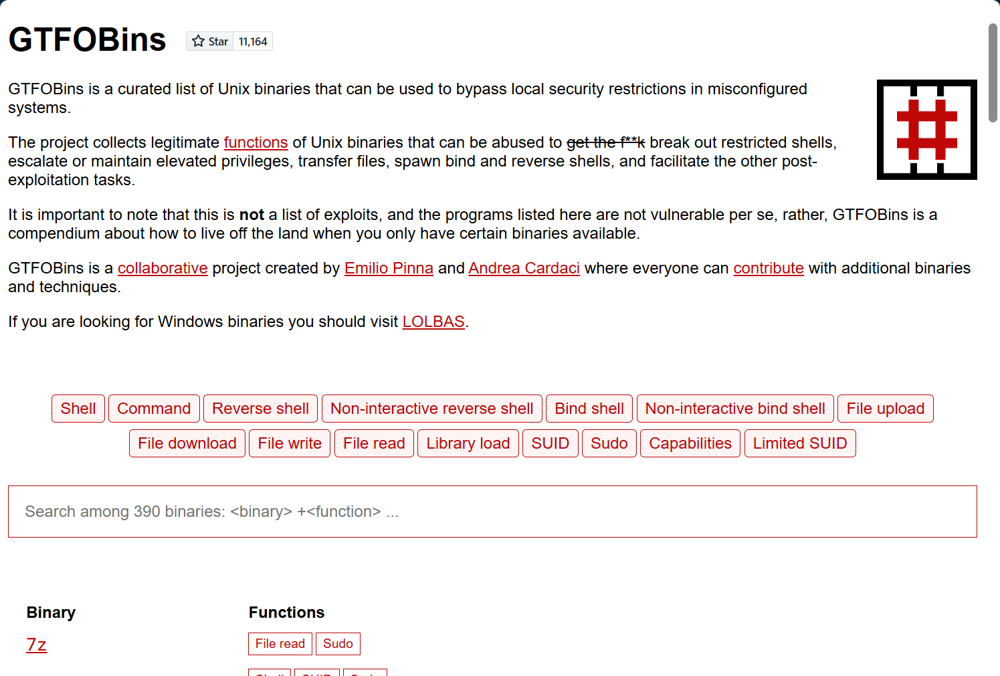 GTFOBins Star 11,164
GTFOBins is a curated list of Unix binaries that can be used to bypass local security restrictions in misconfigured
systems.
The project collects legitimate functions of Unix binaries that can be abused to get the f**k break out restricted shells,
escalate or maintain elevated privileges, transfer files, spawn bind and reverse shells, and facilitate the other post-
exploitation tasks.
It is important to note that this is not a list of exploits, and the programs listed here are not vulnerable per se, rather, GTFOBins is a
compendium about how to live off the land when you only have certain binaries available.
GTFOBins is a collaborative project created by Emilio Pinna and Andrea Cardaci where everyone can contribute with additional binaries
and techniques.
If you are looking for Windows binaries you should visit LOLBAS.
Shell Command Reverse shell Non-interactive reverse shell Bind shell Non-interactive bind shell File upload
File download File write File read Library load SUID Sudo Capabilities Limited SUID
Search among 390 binaries: <binary> +<function> ...
Binary Functions
7z File read Sudo